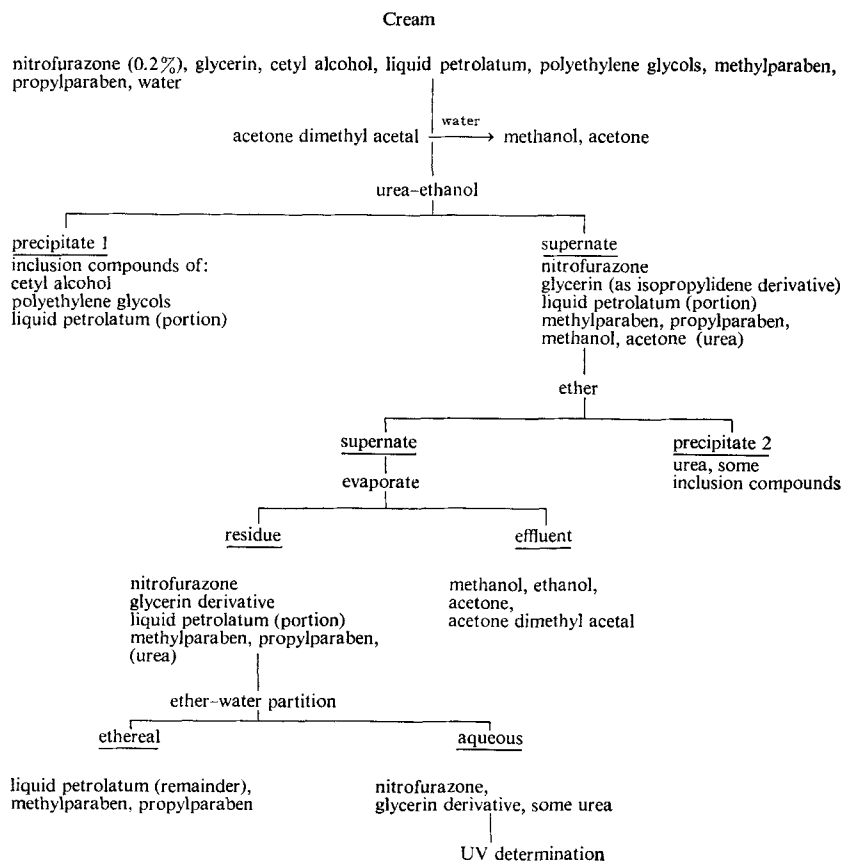 Cream
nitrofurazone (0.2%), glycerin, cetyl alcohol, liquid petrolatum, polyethylene glycols, methylparaben,
propylparaben, water
water
acetone dimethyl acetal → methanol, acetone
urea–ethanol
precipitate 1
inclusion compounds of:
cetyl alcohol
polyethylene glycols
liquid petrolatum (portion)
supernate
nitrofurazone
glycerin (as isopropylidene derivative)
liquid petrolatum (portion)
methylparaben, propylparaben,
methanol, acetone (urea)
ether
supernate
evaporate
precipitate 2
urea, some
inclusion compounds
residue
nitrofurazone
glycerin derivative
liquid petrolatum (portion)
methylparaben, propylparaben,
(urea)
effluent
methanol, ethanol,
acetone,
acetone dimethyl acetal
ether–water partition
ethereal
liquid petrolatum (remainder),
methylparaben, propylparaben
aqueous
nitrofurazone,
glycerin derivative, some urea
UV determination